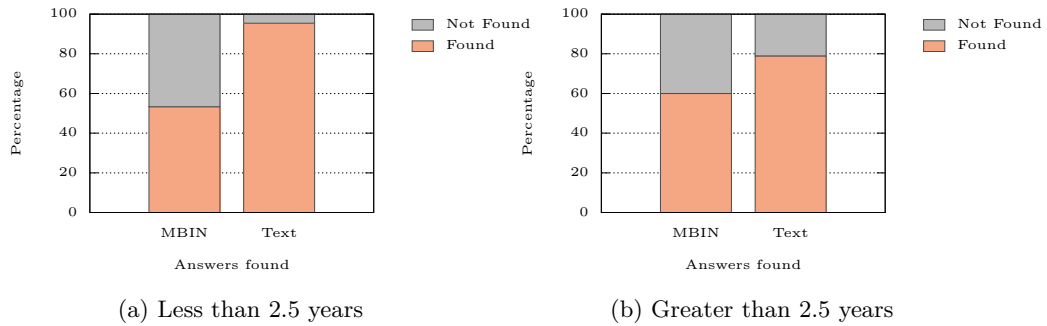 100
80
60
40
20
0
Percentage
MBIN
Text
Answers found
Not Found
Found
(a) Less than 2.5 years
100
80
60
40
20
0
Percentage
MBIN
Text
Answers found
Not Found
Found
(b) Greater than 2.5 years